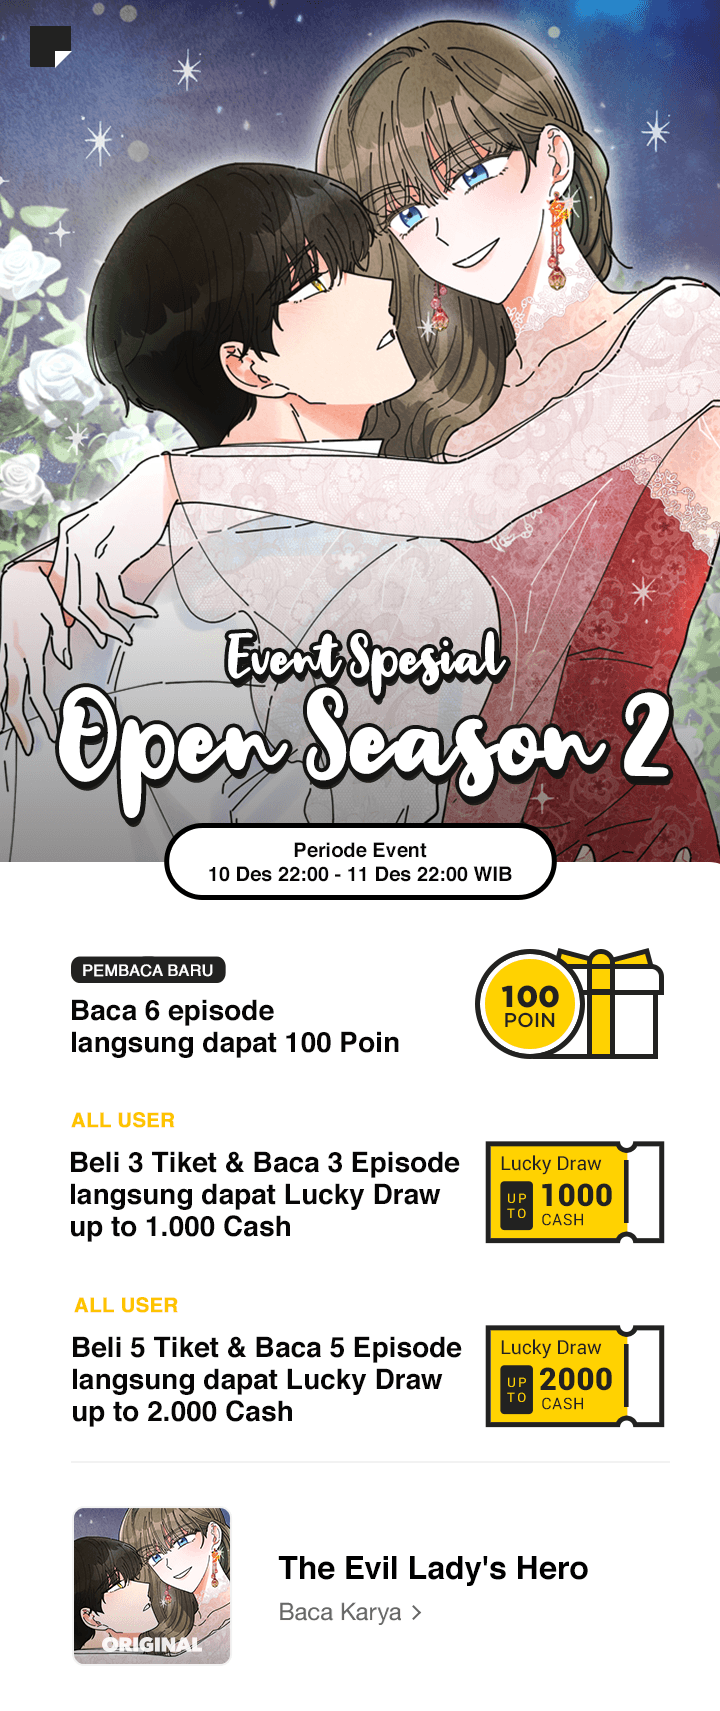 Event Spesial
Open Season 2
Periode Event
10 Des 22:00 - 11 Des 22:00 WIB
PEMBACA BARU
Baca 6 episode
langsung dapat 100 Poin
100
POIN
ALL USER
Beli 3 Tiket & Baca 3 Episode
langsung dapat Lucky Draw
up to 1.000 Cash
Lucky Draw
UP TO
1000
CASH
ALL USER
Beli 5 Tiket & Baca 5 Episode
langsung dapat Lucky Draw
up to 2.000 Cash
Lucky Draw
UP TO
2000
CASH
ORIGINAL
The Evil Lady's Hero
Baca Karya >